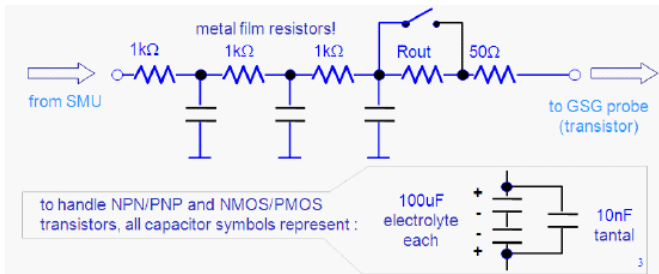 metal film resistors!
1kΩ
1kΩ
1kΩ
Rout
50Ω
from SMU
to GSG probe
(transistor)
to handle NPN/PNP and NMOS/PMOS
transistors, all capacitor symbols represent :
+
-
-
+
100uF
electrolyte
each
10nF
tantal
3